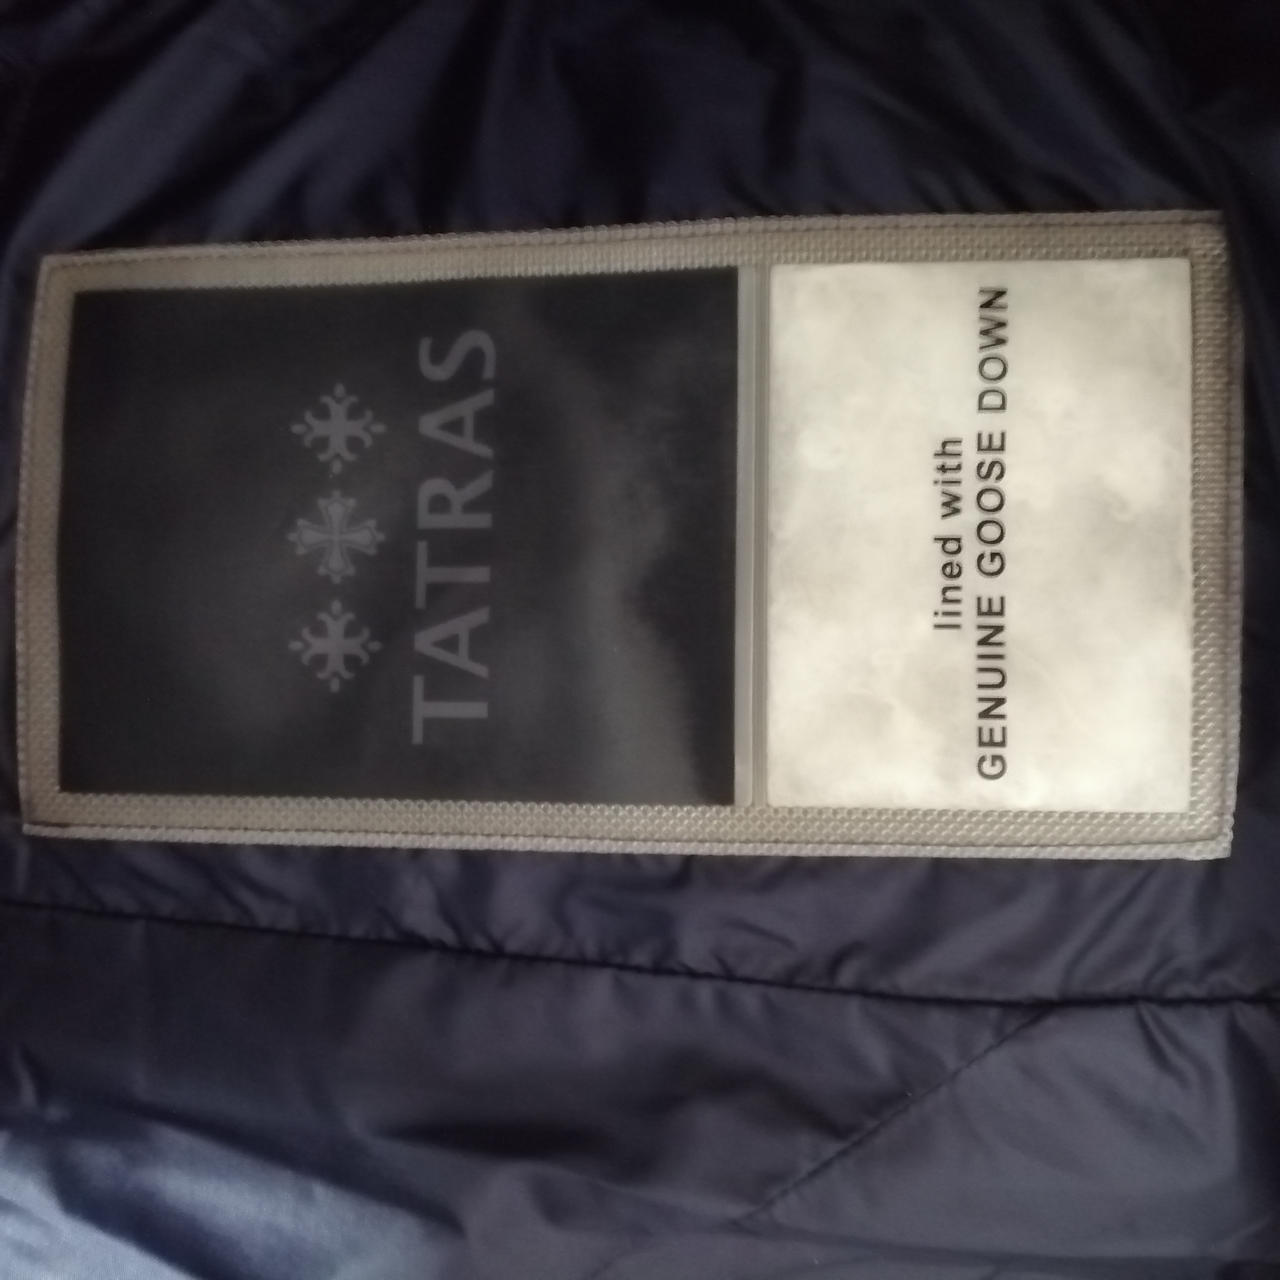 TATRAS
lined with
GENUINE GOOSE DOWN